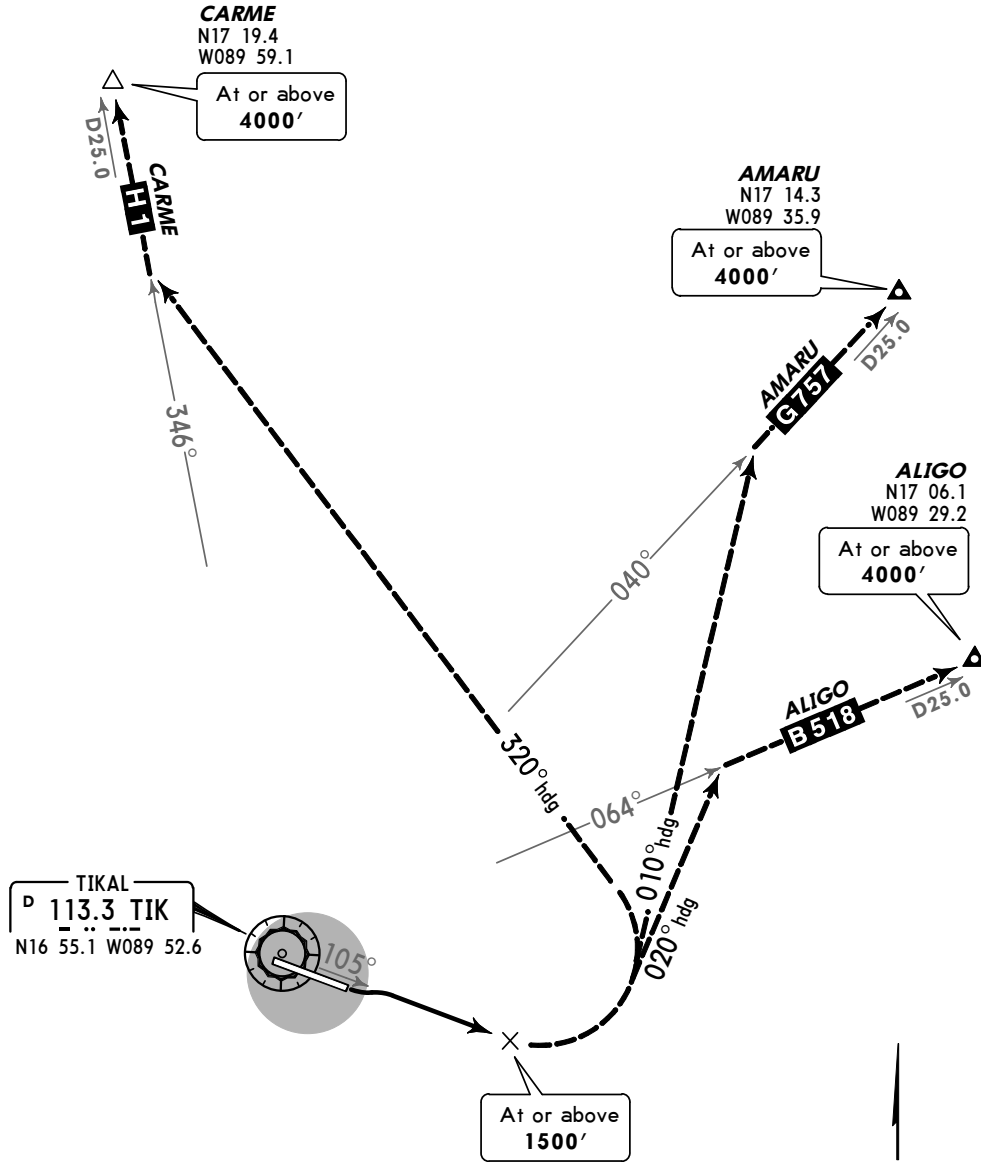 CARME
N17 19.4
W089 59.1
At or above
4000'
D25.0
H1
CARME
346°
AMARU
N17 14.3
W089 35.9
At or above
4000'
D25.0
AMARU
G757
040°
ALIGO
N17 06.1
W089 29.2
At or above
4000'
D25.0
ALIGO
B518
064°
320° hdg
010° hdg
020° hdg
TIKAL
D 113.3 TIK
N16 55.1 W089 52.6
105°
At or above
1500'